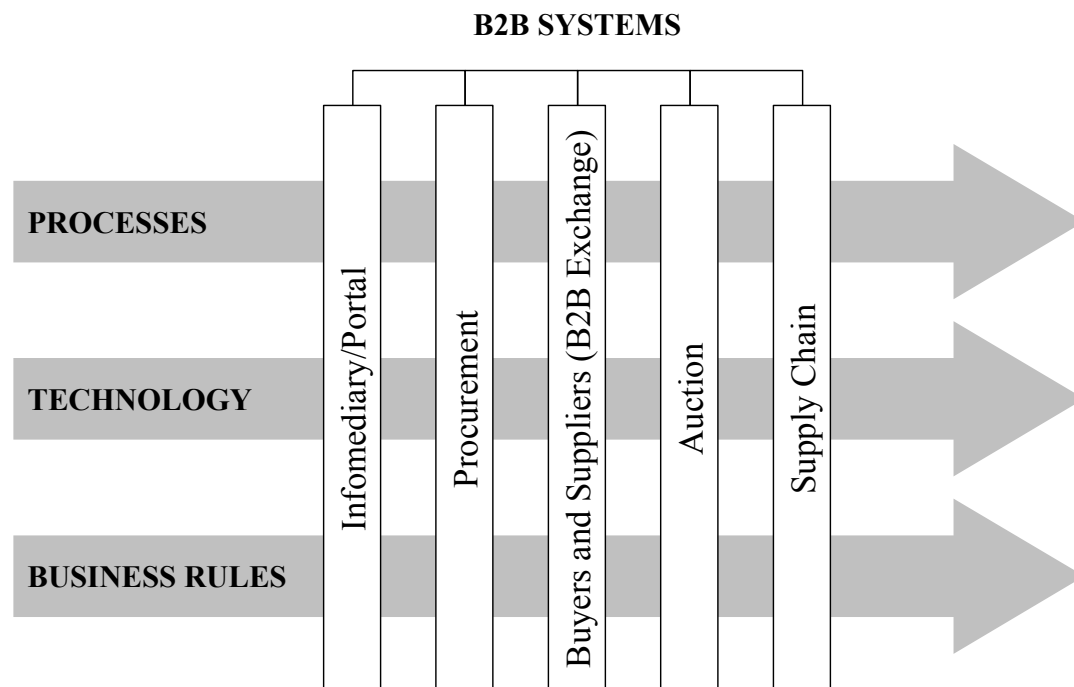 B2B SYSTEMS
PROCESSES
TECHNOLOGY
BUSINESS RULES
Infomediary/Portal
Procurement
Buyers and Suppliers (B2B Exchange)
Auction
Supply Chain